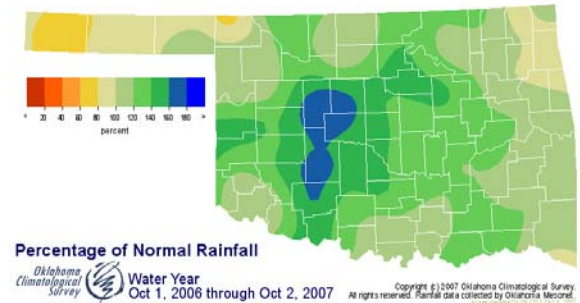 < 20 40 60 80 100 120 140 160 180 >
percent
Percentage of Normal Rainfall
Oklahoma
Climatological
Survey
Water Year
Oct 1, 2006 through Oct 2, 2007
Copyright (c) 2007 Oklahoma Climatological Survey.
All rights reserved. Rainfall data collected by Oklahoma Mesonet.